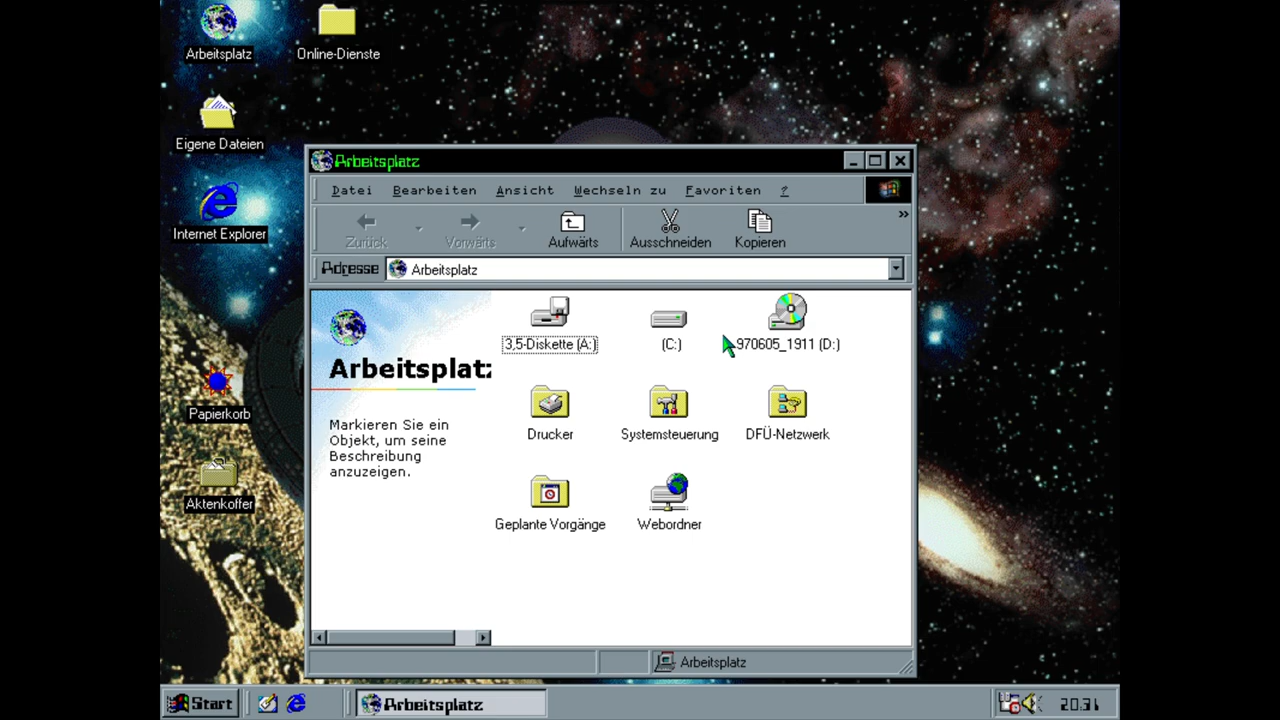 Arbeitsplatz
Online-Dienste
Eigene Dateien
Internet Explorer
Papierkorb
Aktenkoffer
Arbeitsplatz
Datei Bearbeiten Ansicht Wechseln zu Favoriten ?
Zurück Vorwärts Aufwärts Ausschneiden Kopieren »
Adresse Arbeitsplatz
Arbeitsplatz
Markieren Sie ein
Objekt, um seine
Beschreibung
anzuzeigen.
3,5-Diskette (A:) (C:) 970605_1911 (D:)
Drucker Systemsteuerung DFÜ-Netzwerk
Geplante Vorgänge Webordner
Arbeitsplatz
Start Arbeitsplatz 20:31